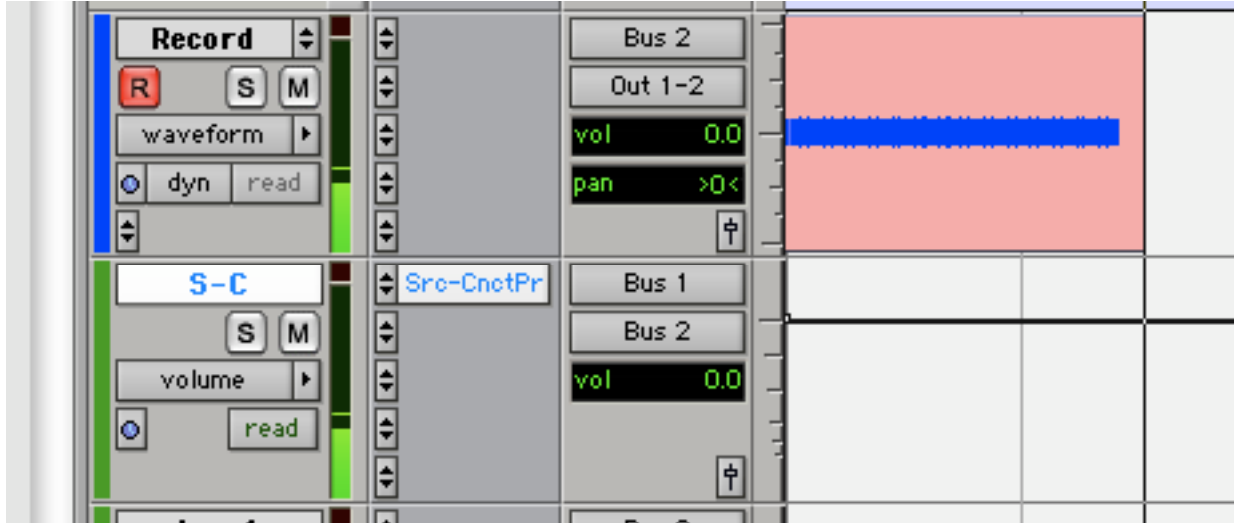 Record
Bus 2
R S M
Out 1-2
waveform
vol 0.0
dyn read
pan >0<
S-C
Src-CnctPr
Bus 1
S M
Bus 2
volume
vol 0.0
read